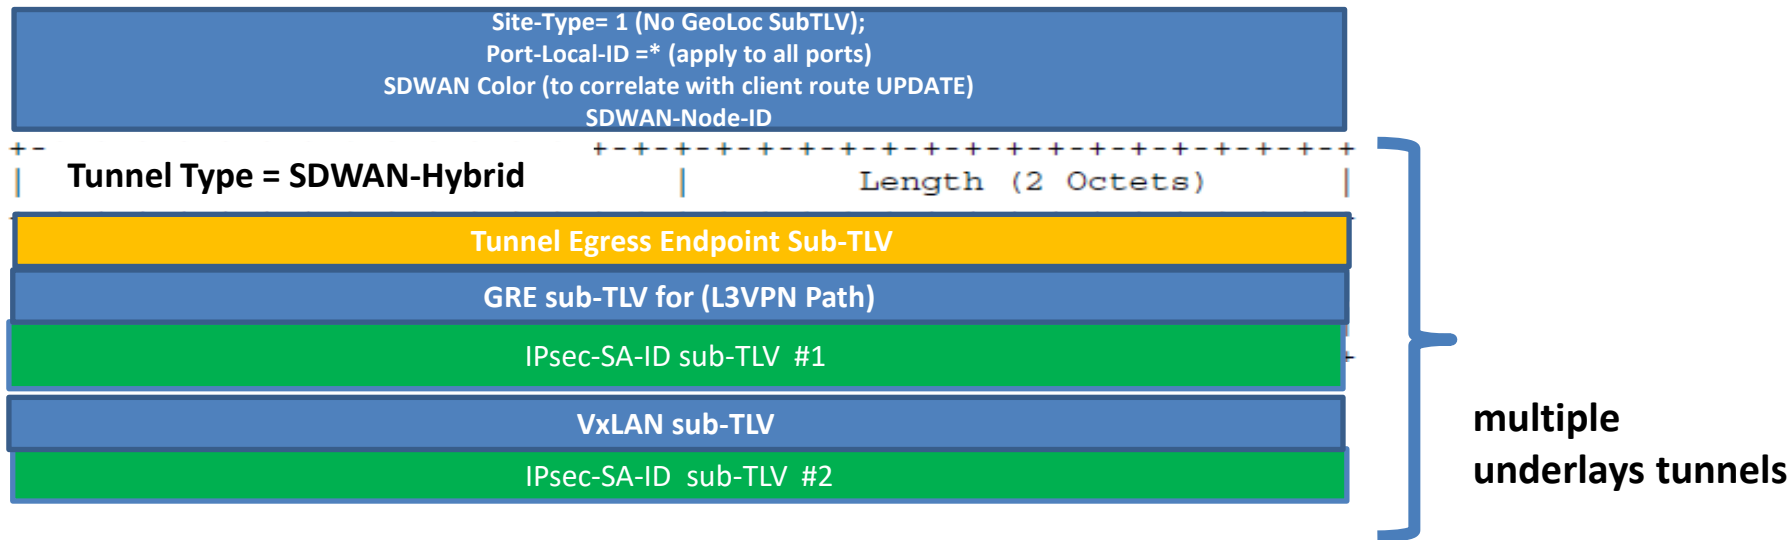 Site-Type= 1 (No GeoLoc SubTLV);
Port-Local-ID =* (apply to all ports)
SDWAN Color (to correlate with client route UPDATE)
SDWAN-Node-ID
+- +-+-+-+-+-+-+-+-+-+-+-+-+-+-+-+-+-+-+
| Tunnel Type = SDWAN-Hybrid | Length (2 Octets) |
Tunnel Egress Endpoint Sub-TLV
GRE sub-TLV for (L3VPN Path)
IPsec-SA-ID sub-TLV #1
VxLAN sub-TLV
IPsec-SA-ID sub-TLV #2
multiple
underlays tunnels